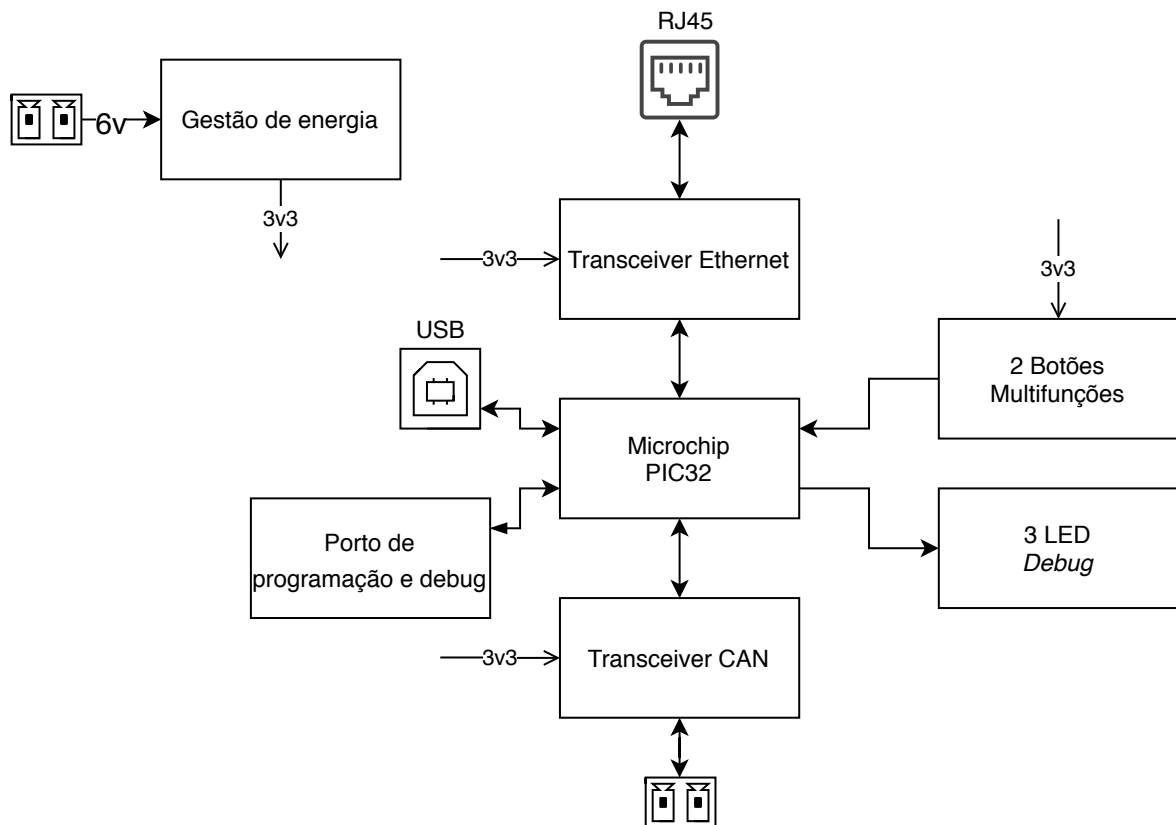 RJ45
6v
Gestão de energia
3v3
3v3
Transceiver Ethernet
3v3
USB
2 Botões
Multifunções
Microchip
PIC32
Porto de
programação e debug
3 LED
Debug
3v3
Transceiver CAN